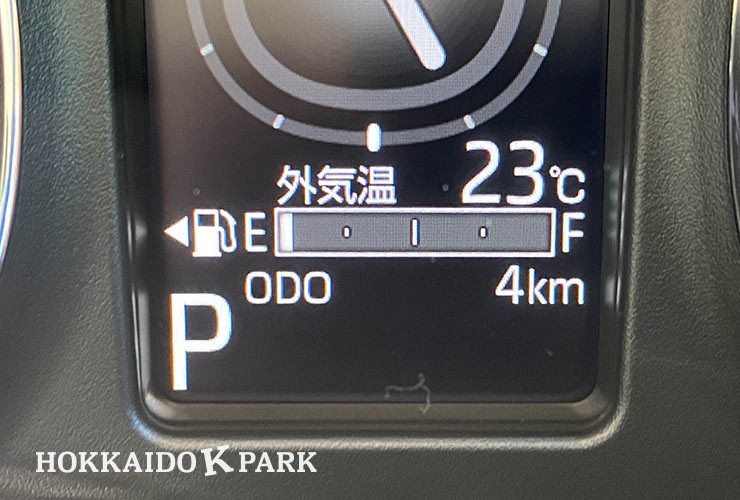 外気温 23℃
E F
ODO 4km
P
HOKKAIDO K PARK